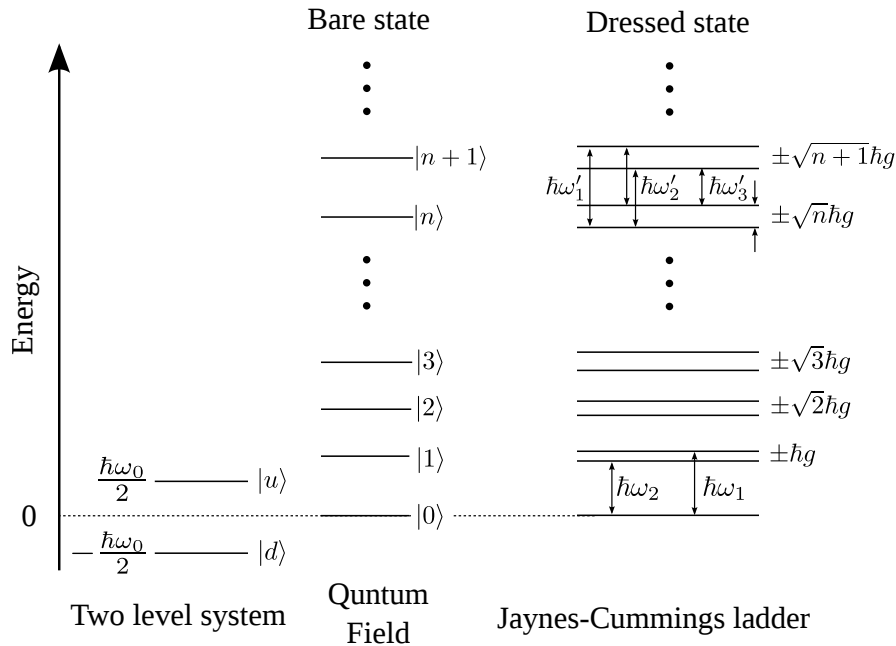 Bare state
Dressed state
|n + 1⟩
±√(n+1)ħg
ħω′₁
ħω′₂
ħω′₃
|n⟩
±√nħg
Energy
|3⟩
±√3ħg
|2⟩
±√2ħg
|1⟩
±ħg
ħω₀/2
|u⟩
ħω₂
ħω₁
0
|0⟩
−ħω₀/2
|d⟩
Two level system
Quntum
Field
Jaynes-Cummings ladder